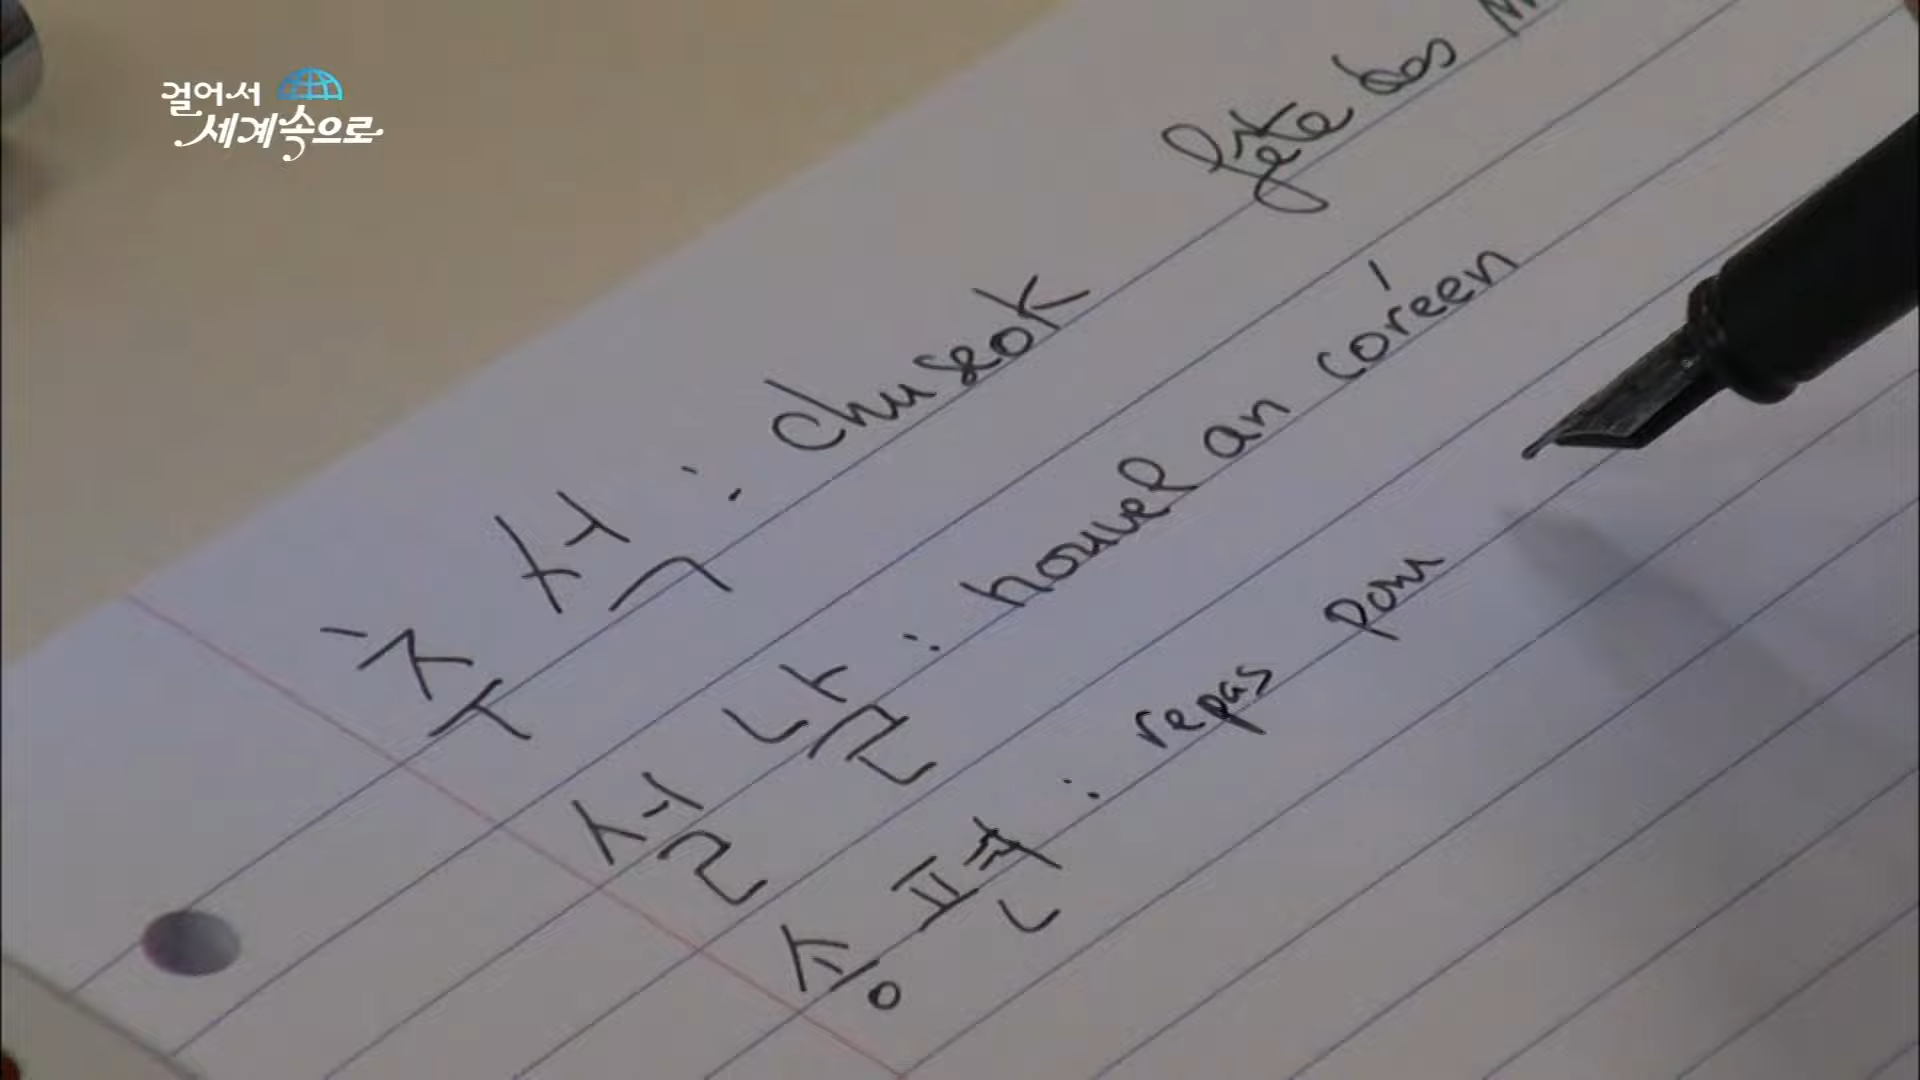 걸어서
세계속으로
추석 : chuseok fête des
설날 : nouvel an coréen
송편 : repas pour